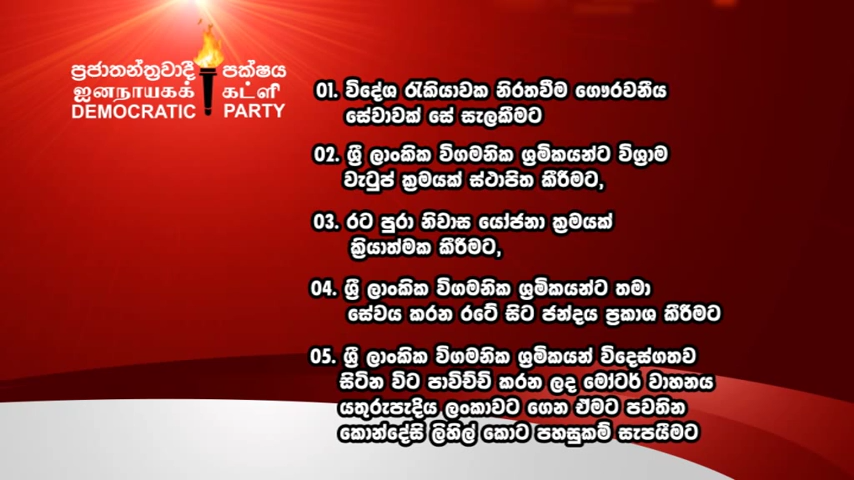 ප්‍රජාතන්ත්‍රවාදී පක්ෂය
ஐனநாயகக் கட்ளி
DEMOCRATIC PARTY
01. විදේශ රැකියාවක නිරතවීම ගෞරවනීය
සේවාවක් සේ සැලකීමට
02. ශ්‍රී ලාංකික විගමනික ශ්‍රමිකයන්ට විශ්‍රාම
වැටුප් ක්‍රමයක් ස්ථාපිත කිරීමට,
03. රට පුරා නිවාස යෝජනා ක්‍රමයක්
ක්‍රියාත්මක කිරීමට,
04. ශ්‍රී ලාංකික විගමනික ශ්‍රමිකයන්ට තමා
සේවය කරන රටේ සිට ඡන්දය ප්‍රකාශ කිරීමට
05. ශ්‍රී ලාංකික විගමනික ශ්‍රමිකයන් විදෙස්ගතව
සිටින විට පාවිච්චි කරන ලද මෝටර් වාහනය
යතුරුපැදිය ලංකාවට ගෙන ඒමට පවතින
කොන්දේසි ලිහිල් කොට පහසුකම් සැපයීමට